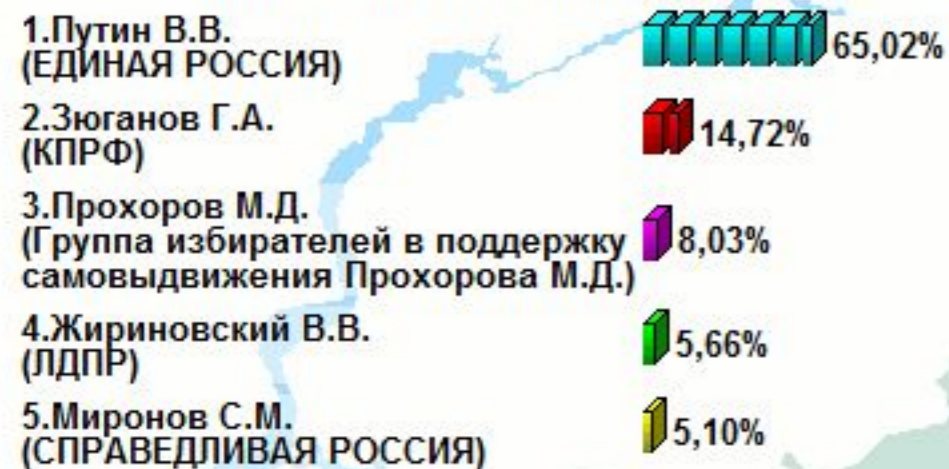 1.Путин В.В.
(ЕДИНАЯ РОССИЯ)
65,02%
2.Зюганов Г.А.
(КПРФ)
14,72%
3.Прохоров М.Д.
(Группа избирателей в поддержку
самовыдвижения Прохорова М.Д.)
8,03%
4.Жириновский В.В.
(ЛДПР)
5,66%
5.Миронов С.М.
(СПРАВЕДЛИВАЯ РОССИЯ)
5,10%